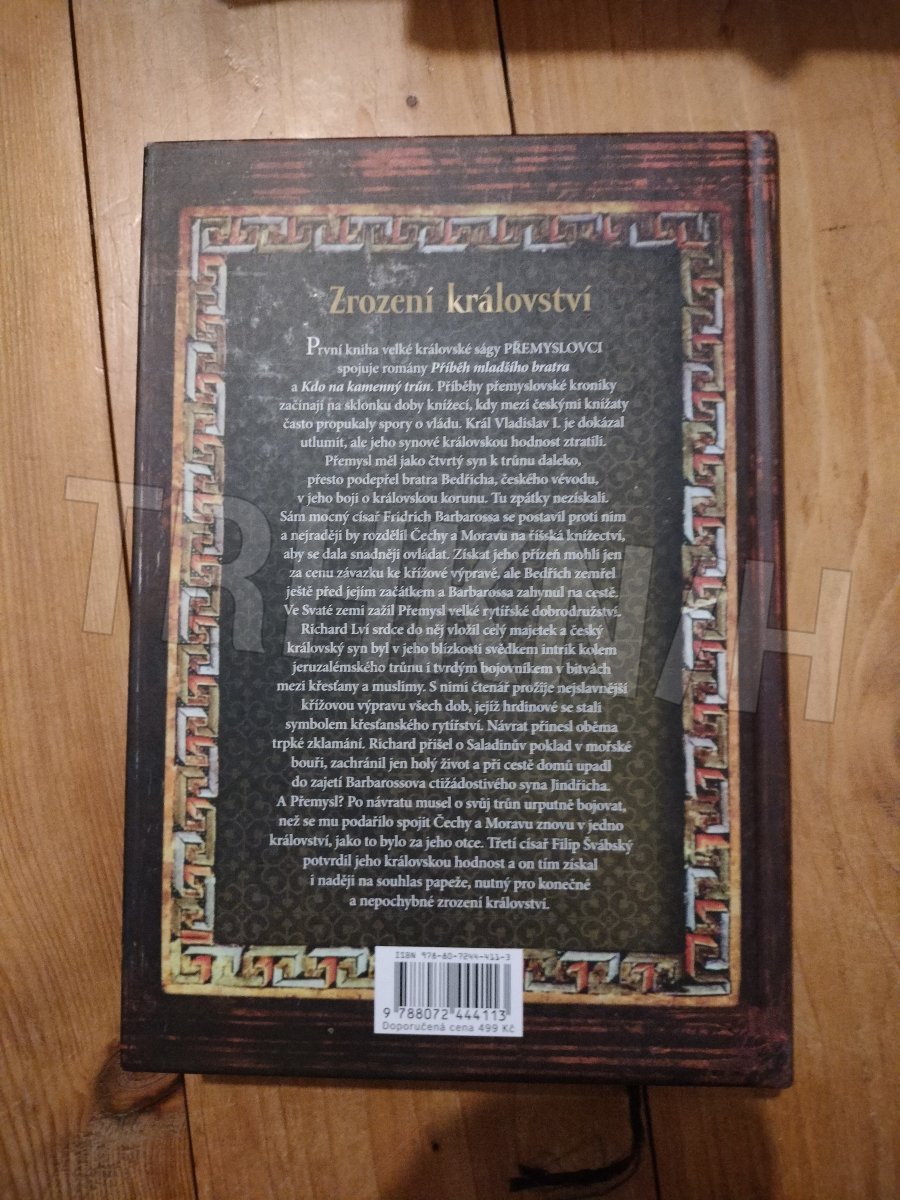 Zrození království
První kniha velké královské ságy PŘEMYSLOVCI
spojuje romány Příběh mladšího bratra
a Kdo na kamenný trůn. Příběhy přemyslovské kroniky
začínají na sklonku doby knížecí, kdy mezi českými knížaty
často propukaly spory o vládu. Král Vladislav I. je dokázal
utlumit, ale jeho synové královskou hodnost ztratili.
Přemysl měl jako čtvrtý syn k trůnu daleko,
přesto podepřel bratra Bedřicha, českého vévodu,
v jeho boji o královskou korunu. Tu zpátky nezískali.
Sám mocný císař Fridrich Barbarossa se postavil proti nim
a nejraději by rozdělil Čechy a Moravu na říšská knížectví,
aby se dala snadněji ovládat. Získat jeho přízeň mohli jen
za cenu závazku ke křížové výpravě, ale Bedřich zemřel
ještě před jejím začátkem a Barbarossa zahynul na cestě.
Ve Svaté zemi zažil Přemysl velké rytířské dobrodružství.
Richard Lví srdce do něj vložil celý majetek a český
královský syn byl v jeho blízkosti svědkem intrik kolem
jeruzalémského trůnu i tvrdým bojovníkem v bitvách
mezi křesťany a muslimy. S nimi čtenář prožije nejslavnější
křížovou výpravu všech dob, jejíž hrdinové se stali
symbolem křesťanského rytířství. Návrat přinesl oběma
trpké zklamání. Richard přišel o Saladinův poklad v mořské
bouři, zachránil jen holý život a při cestě domů upadl
do zajetí Barbarossova ctižádostivého syna Jindřicha.
A Přemysl? Po návratu musel o svůj trůn urputně bojovat,
než se mu podařilo spojit Čechy a Moravu znovu v jedno
království, jako to bylo za jeho otce. Třetí císař Filip Švábský
potvrdil jeho královskou hodnost a on tím získal
i naději na souhlas papeže, nutný pro konečné
a nepochybné zrození království.
ISBN 978-80-7244-411-3
9 788072 444113
Doporučená cena 499 Kč